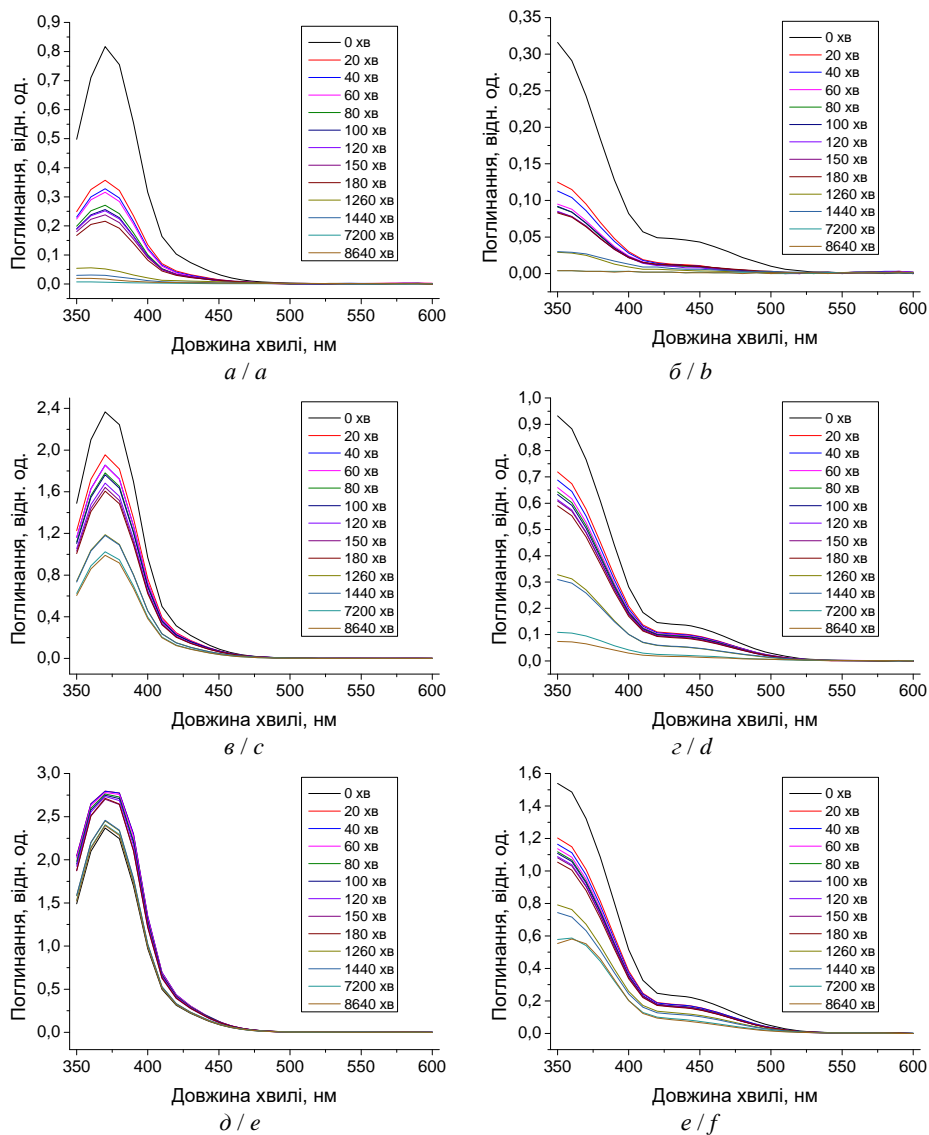 0,9
0,8
0,7
0,6
0,5
0,4
0,3
0,2
0,1
0,0
Поглинання, відн. од.
350 400 450 500 550 600
Довжина хвилі, нм
0 хв
20 хв
40 хв
60 хв
80 хв
100 хв
120 хв
150 хв
180 хв
1260 хв
1440 хв
7200 хв
8640 хв
а / a
0,35
0,30
0,25
0,20
0,15
0,10
0,05
0,00
Поглинання, відн. од.
350 400 450 500 550 600
Довжина хвилі, нм
0 хв
20 хв
40 хв
60 хв
80 хв
100 хв
120 хв
150 хв
180 хв
1260 хв
1440 хв
7200 хв
8640 хв
б / b
2,4
2,0
1,6
1,2
0,8
0,4
0,0
Поглинання, відн. од.
350 400 450 500 550 600
Довжина хвилі, нм
0 хв
20 хв
40 хв
60 хв
80 хв
100 хв
120 хв
150 хв
180 хв
1260 хв
1440 хв
7200 хв
8640 хв
в / c
1,0
0,9
0,8
0,7
0,6
0,5
0,4
0,3
0,2
0,1
0,0
Поглинання, відн. од.
350 400 450 500 550 600
Довжина хвилі, нм
0 хв
20 хв
40 хв
60 хв
80 хв
100 хв
120 хв
150 хв
180 хв
1260 хв
1440 хв
7200 хв
8640 хв
г / d
3,0
2,5
2,0
1,5
1,0
0,5
0,0
Поглинання, відн. од.
350 400 450 500 550 600
Довжина хвилі, нм
0 хв
20 хв
40 хв
60 хв
80 хв
100 хв
120 хв
150 хв
180 хв
1260 хв
1440 хв
7200 хв
8640 хв
д / e
1,6
1,4
1,2
1,0
0,8
0,6
0,4
0,2
0,0
Поглинання, відн. од.
350 400 450 500 550 600
Довжина хвилі, нм
0 хв
20 хв
40 хв
60 хв
80 хв
100 хв
120 хв
150 хв
180 хв
1260 хв
1440 хв
7200 хв
8640 хв
е / f